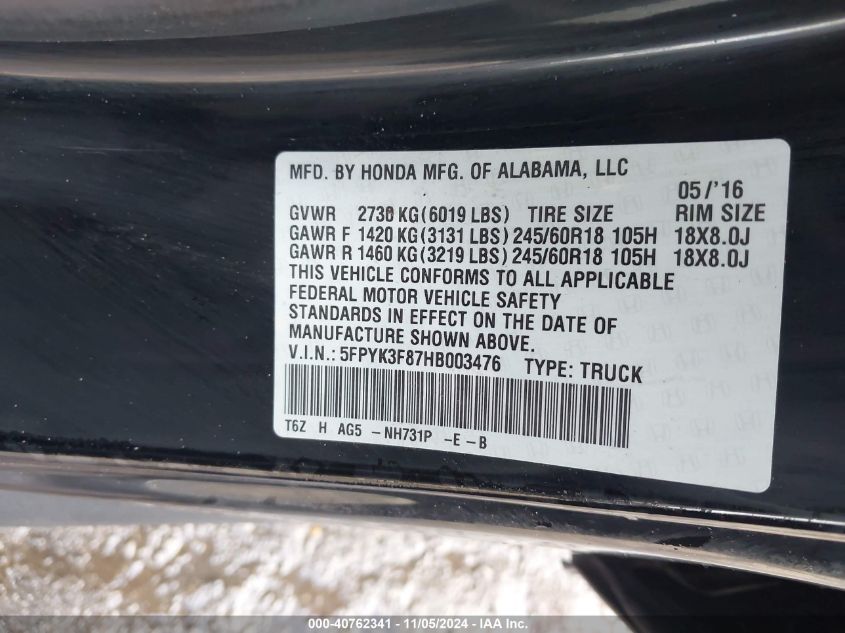 MFD. BY HONDA MFG. OF ALABAMA, LLC
05/'16
GVWR 2730 KG(6019 LBS) TIRE SIZE RIM SIZE
GAWR F 1420 KG(3131 LBS) 245/60R18 105H 18X8.0J
GAWR R 1460 KG(3219 LBS) 245/60R18 105H 18X8.0J
THIS VEHICLE CONFORMS TO ALL APPLICABLE
FEDERAL MOTOR VEHICLE SAFETY
STANDARDS IN EFFECT ON THE DATE OF
MANUFACTURE SHOWN ABOVE.
V.I.N.: 5FPYK3F87HB003476 TYPE: TRUCK
T6Z H AG5 -NH731P -E -B
000-40762341 - 11/05/2024 - IAA Inc.